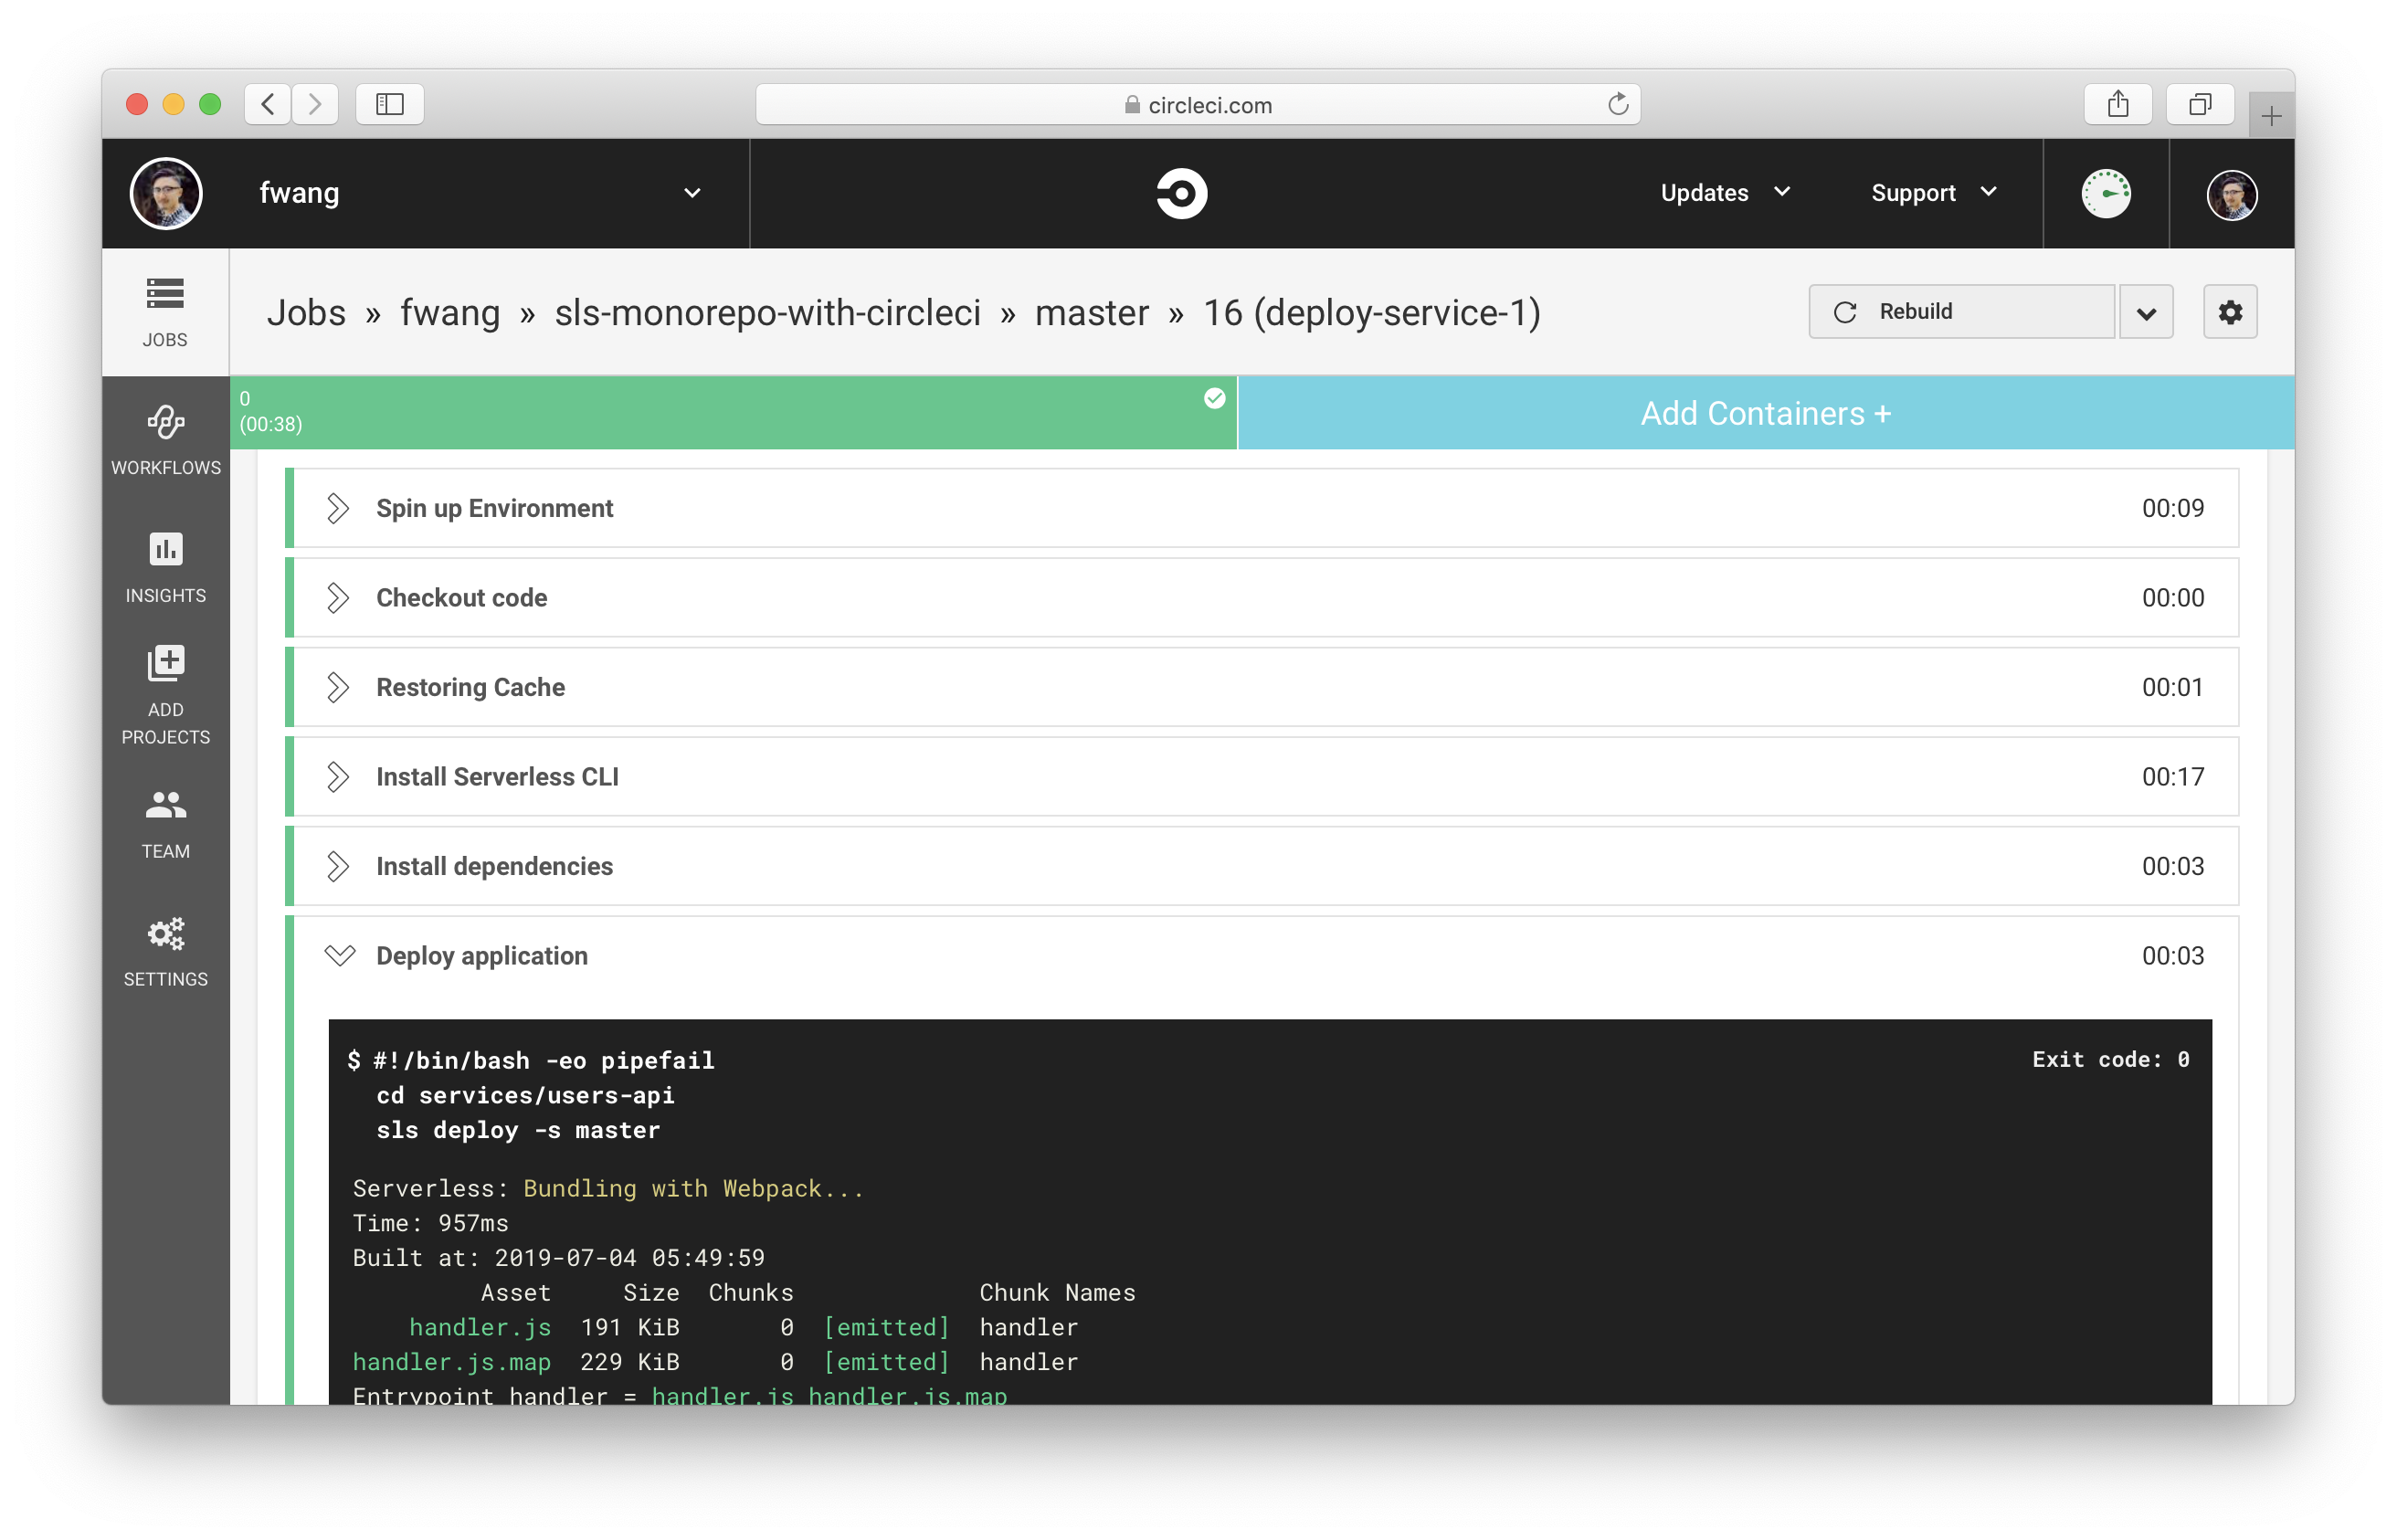 circleci.com
fwang
Updates
Support
JOBS
Jobs » fwang » sls-monorepo-with-circleci » master » 16 (deploy-service-1)
Rebuild
0
(00:38)
Add Containers +
WORKFLOWS
INSIGHTS
ADD
PROJECTS
TEAM
SETTINGS
Spin up Environment 00:09
Checkout code 00:00
Restoring Cache 00:01
Install Serverless CLI 00:17
Install dependencies 00:03
Deploy application 00:03
$ #!/bin/bash -eo pipefail Exit code: 0
cd services/users-api
sls deploy -s master
Serverless: Bundling with Webpack...
Time: 957ms
Built at: 2019-07-04 05:49:59
Asset Size Chunks Chunk Names
handler.js 191 KiB 0 [emitted] handler
handler.js.map 229 KiB 0 [emitted] handler
Entrypoint handler = handler.js handler.js.map